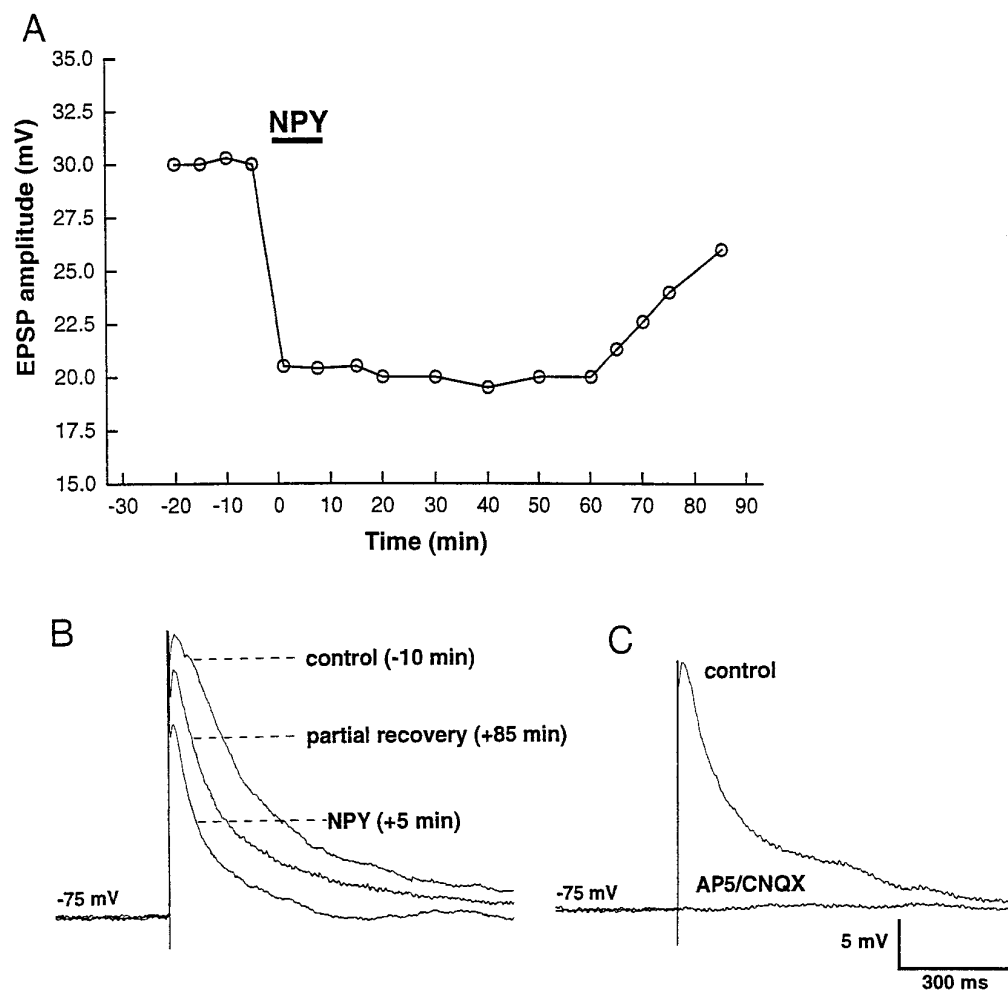 A
EPSP amplitude (mV)
35.0
32.5
30.0
27.5
25.0
22.5
20.0
17.5
15.0
NPY
-30 -20 -10 0 10 20 30 40 50 60 70 80 90
Time (min)
B
control (-10 min)
partial recovery (+85 min)
NPY (+5 min)
-75 mV
C
control
AP5/CNQX
-75 mV
5 mV
300 ms